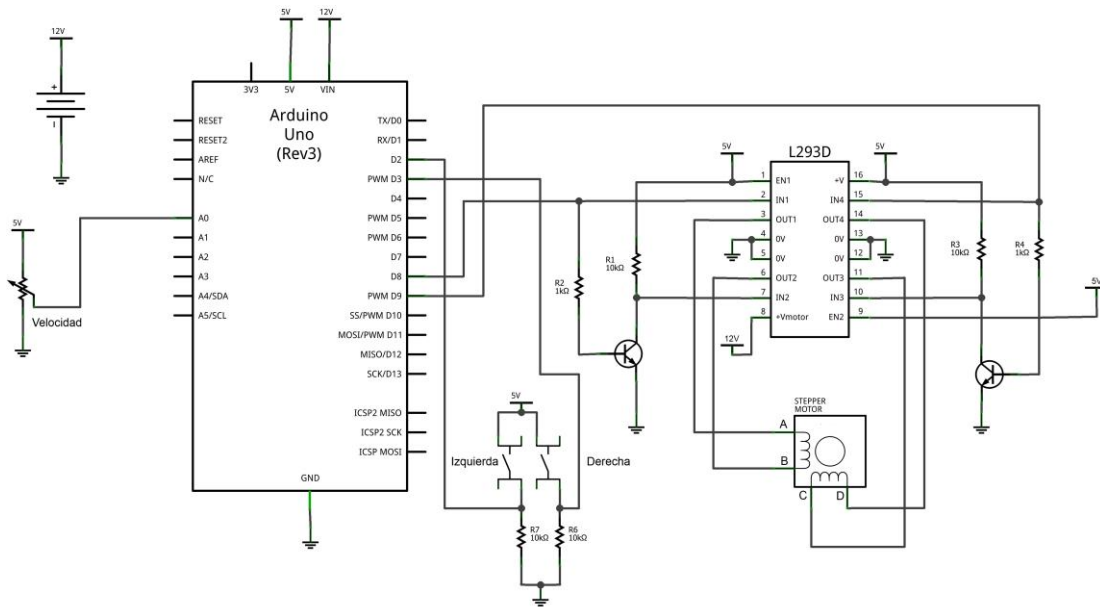 12V
+
−
5V
12V
3V3
5V
VIN
Arduino
Uno
(Rev3)
RESET
RESET2
AREF
N/C
A0
A1
A2
A3
A4/SDA
A5/SCL
TX/D0
RX/D1
D2
PWM D3
D4
PWM D5
PWM D6
D7
D8
PWM D9
SS/PWM D10
MOSI/PWM D11
MISO/D12
SCK/D13
ICSP2 MISO
ICSP2 SCK
ICSP MOSI
GND
5V
Velocidad
5V
Izquierda
Derecha
R7
10kΩ
R6
10kΩ
R2
1kΩ
R1
10kΩ
5V
L293D
5V
1
EN1
2
IN1
3
OUT1
4
0V
5
0V
6
OUT2
7
IN2
8
+Vmotor
+V
16
IN4
15
OUT4
14
0V
13
0V
12
OUT3
11
IN3
10
EN2
9
12V
R3
10kΩ
R4
1kΩ
5V
STEPPER
MOTOR
A
B
C
D